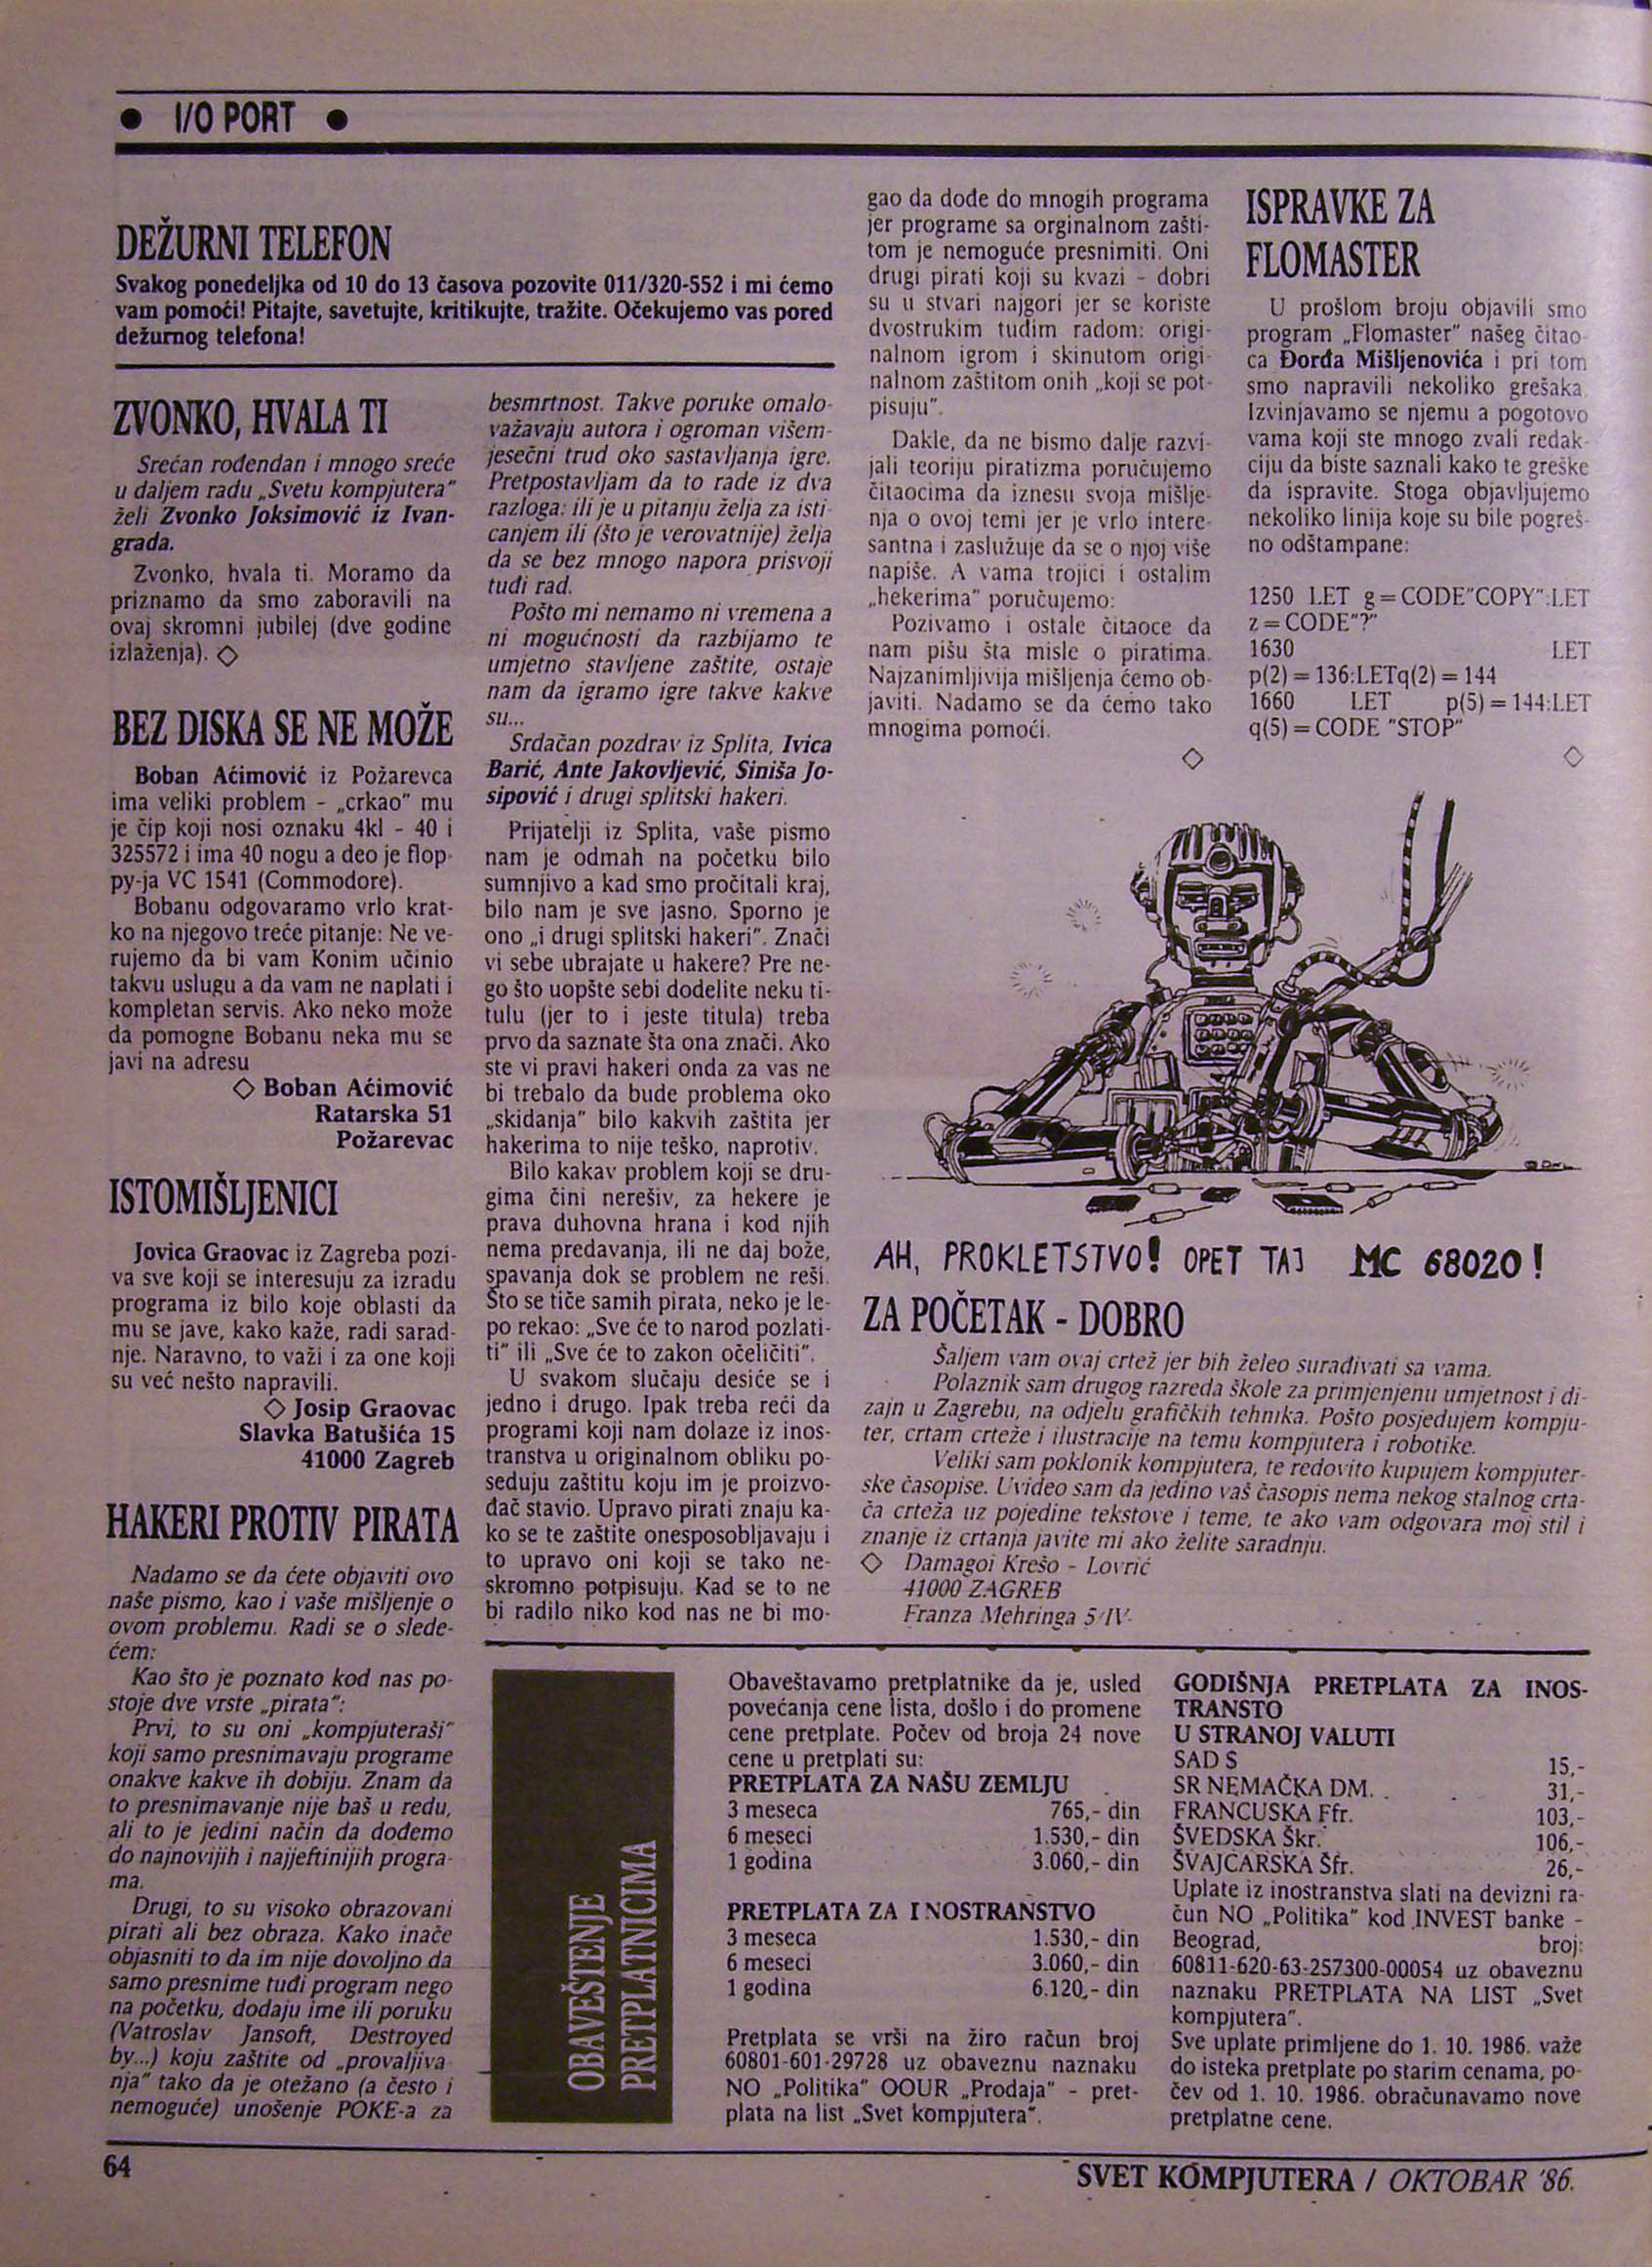 ● I/O PORT ●
DEŽURNI TELEFON
Svakog ponedeljka od 10 do 13 časova pozovite 011/320-552 i mi ćemo
vam pomoći! Pitajte, savetujte, kritikujte, tražite. Očekujemo vas pored
dežurnog telefona!
ZVONKO, HVALA TI
Srećan rođendan i mnogo sreće
u daljem radu „Svetu kompjutera"
želi Zvonko Joksimović iz Ivan-
grada.
Zvonko, hvala ti. Moramo da
priznamo da smo zaboravili na
ovaj skromni jubilej (dve godine
izlaženja). ◇
BEZ DISKA SE NE MOŽE
Boban Aćimović iz Požarevca
ima veliki problem - „crkao" mu
je čip koji nosi oznaku 4kl - 40 i
325572 i ima 40 nogu a deo je flop-
py-ja VC 1541 (Commodore).
Bobanu odgovaramo vrlo krat-
ko na njegovo treće pitanje: Ne ve-
rujemo da bi vam Konim učinio
takvu uslugu a da vam ne naplati i
kompletan servis. Ako neko može
da pomogne Bobanu neka mu se
javi na adresu
◇ Boban Aćimović
Ratarska 51
Požarevac
ISTOMIŠLJENICI
Jovica Graovac iz Zagreba pozi-
va sve koji se interesuju za izradu
programa iz bilo koje oblasti da
mu se jave, kako kaže, radi sarad-
nje. Naravno, to važi i za one koji
su već nešto napravili.
◇ Josip Graovac
Slavka Batušića 15
41000 Zagreb
HAKERI PROTIV PIRATA
Nadamo se da ćete objaviti ovo
naše pismo, kao i vaše mišljenje o
ovom problemu. Radi se o slede-
ćem:
Kao što je poznato kod nas po-
stoje dve vrste „pirata":
Prvi, to su oni „kompjuteraši"
koji samo presnimavaju programe
onakve kakve ih dobiju. Znam da
to presnimavanje nije baš u redu,
ali to je jedini način da dođemo
do najnovijih i najjeftinijih progra-
ma.
Drugi, to su visoko obrazovani
pirati ali bez obraza. Kako inače
objasniti to da im nije dovoljno da
samo presnime tuđi program nego
na početku, dodaju ime ili poruku
(Vatroslav Jansoft, Destroyed
by...) koju zaštite od „provaljiva-
nja" tako da je otežano (a često i
nemoguće) unošenje POKE-a za
besmrtnost. Takve poruke omalo-
važavaju autora i ogroman višem-
jesečni trud oko sastavljanja igre.
Pretpostavljam da to rade iz dva
razloga: ili je u pitanju želja za isti-
canjem ili (što je verovatnije) želja
da se bez mnogo napora prisvoji
tuđi rad.
Pošto mi nemamo ni vremena a
ni mogućnosti da razbijamo te
umjetno stavljene zaštite, ostaje
nam da igramo igre takve kakve
su...
Srdačan pozdrav iz Splita, Ivica
Barić, Ante Jakovljević, Siniša Jo-
sipović i drugi splitski hakeri.
Prijatelji iz Splita, vaše pismo
nam je odmah na početku bilo
sumnjivo a kad smo pročitali kraj,
bilo nam je sve jasno. Sporno je
ono „i drugi splitski hakeri". Znači
vi sebe ubrajate u hakere? Pre ne-
go što uopšte sebi dodelite neku ti-
tulu (jer to i jeste titula) treba
prvo da saznate šta ona znači. Ako
ste vi pravi hakeri onda za vas ne
bi trebalo da bude problema oko
„skidanja" bilo kakvih zaštita jer
hakerima to nije teško, naprotiv.
Bilo kakav problem koji se dru-
gima čini nerešiv, za hekere je
prava duhovna hrana i kod njih
nema predavanja, ili ne daj bože,
spavanja dok se problem ne reši.
Što se tiče samih pirata, neko je le-
po rekao: „Sve će to narod pozlati-
ti" ili „Sve će to zakon očeličiti".
U svakom slučaju desiće se i
jedno i drugo. Ipak treba reći da
programi koji nam dolaze iz inos-
transtva u originalnom obliku po-
seduju zaštitu koju im je proizvo-
đač stavio. Upravo pirati znaju ka-
ko se te zaštite onesposobljavaju i
to upravo oni koji se tako ne-
skromno potpisuju. Kad se to ne
bi radilo niko kod nas ne bi mo-
gao da dođe do mnogih programa
jer programe sa orginalnom zašti-
tom je nemoguće presnimiti. Oni
drugi pirati koji su kvazi - dobri
su u stvari najgori jer se koriste
dvostrukim tuđim radom: origi-
nalnom igrom i skinutom origi-
nalnom zaštitom onih „koji se pot-
pisuju".
Dakle, da ne bismo dalje razvi-
jali teoriju piratizma poručujemo
čitaocima da iznesu svoja mišlje-
nja o ovoj temi jer je vrlo intere-
santna i zaslužuje da se o njoj više
napiše. A vama trojici i ostalim
„hekerima" poručujemo:
Pozivamo i ostale čitaoce da
nam pišu šta misle o piratima.
Najzanimljivija mišljenja ćemo ob-
javiti. Nadamo se da ćemo tako
mnogima pomoći.
◇
ISPRAVKE ZA
FLOMASTER
U prošlom broju objavili smo
program „Flomaster" našeg čitao-
ca Đorđa Mišljenovića i pri tom
smo napravili nekoliko grešaka.
Izvinjavamo se njemu a pogotovo
vama koji ste mnogo zvali redak-
ciju da biste saznali kako te greške
da ispravite. Stoga objavljujemo
nekoliko linija koje su bile pogreš-
no odštampane:
1250 LET g=CODE"COPY":LET
z=CODE"?"
1630 LET
p(2)=136:LETq(2)=144
1660 LET p(5)=144:LET
q(5)=CODE "STOP"
◇
AH, PROKLETSTVO! OPET TAJ MC 68020!
ZA POČETAK - DOBRO
Šaljem vam ovaj crtež jer bih želeo surađivati sa vama.
Polaznik sam drugog razreda škole za primjenjenu umjetnost i di-
zajn u Zagrebu, na odjelu grafičkih tehnika. Pošto posjedujem kompju-
ter, crtam crteže i ilustracije na temu kompjutera i robotike.
Veliki sam poklonik kompjutera, te redovito kupujem kompjuter-
ske časopise. Uvideo sam da jedino vaš časopis nema nekog stalnog crta-
ča crteža uz pojedine tekstove i teme, te ako vam odgovara moj stil i
znanje iz crtanja javite mi ako želite saradnju.
◇ Damagoi Krešo - Lovrić
41000 ZAGREB
Franza Mehringa 5/IV.
OBAVEŠTENJE
PRETPLATNICIMA
Obaveštavamo pretplatnike da je, usled
povećanja cene lista, došlo i do promene
cene pretplate. Počev od broja 24 nove
cene u pretplati su:
PRETPLATA ZA NAŠU ZEMLJU
3 meseca 765,- din
6 meseci 1.530,- din
1 godina 3.060,- din
PRETPLATA ZA INOSTRANSTVO
3 meseca 1.530,- din
6 meseci 3.060,- din
1 godina 6.120,- din
Pretplata se vrši na žiro račun broj
60801-601-29728 uz obaveznu naznaku
NO „Politika" OOUR „Prodaja" - pret-
plata na list „Svet kompjutera".
GODIŠNJA PRETPLATA ZA INOS-
TRANSTO
U STRANOJ VALUTI
SAD $ 15,-
SR NEMAČKA DM. 31,-
FRANCUSKA Ffr. 103,-
ŠVEDSKA Škr. 106,-
ŠVAJCARSKA Šfr. 26,-
Uplate iz inostranstva slati na devizni ra-
čun NO „Politika" kod INVEST banke -
Beograd, broj:
60811-620-63-257300-00054 uz obaveznu
naznaku PRETPLATA NA LIST „Svet
kompjutera".
Sve uplate primljene do 1. 10. 1986. važe
do isteka pretplate po starim cenama, po-
čev od 1. 10. 1986. obračunavamo nove
pretplatne cene.
64
SVET KOMPJUTERA / OKTOBAR '86.